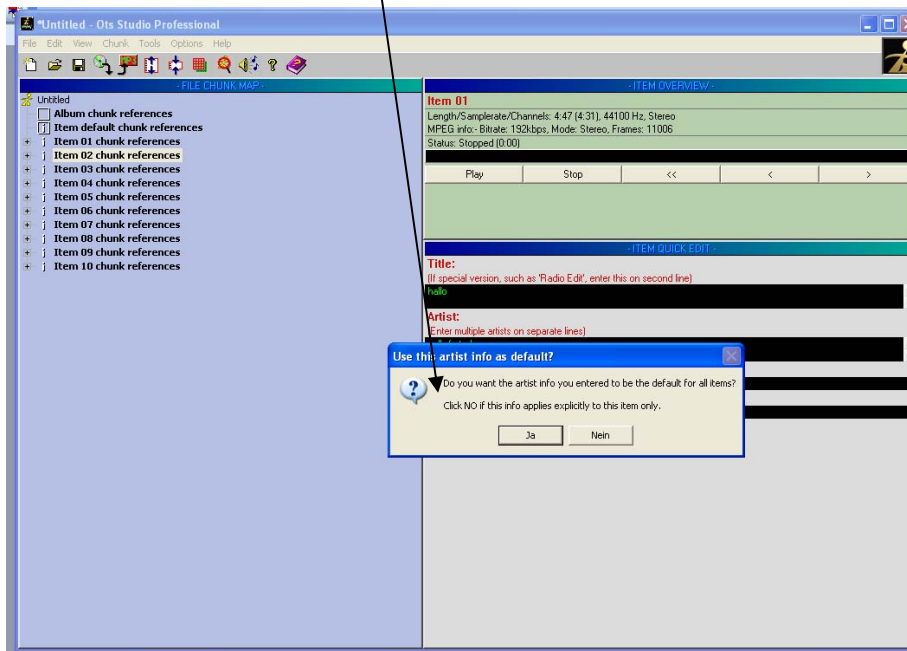 *Untitled - Ots Studio Professional
File Edit View Chunk Tools Options Help
- FILE CHUNK MAP -
Untitled
Album chunk references
Item default chunk references
Item 01 chunk references
Item 02 chunk references
Item 03 chunk references
Item 04 chunk references
Item 05 chunk references
Item 06 chunk references
Item 07 chunk references
Item 08 chunk references
Item 09 chunk references
Item 10 chunk references
- ITEM OVERVIEW -
Item 01
Length/Samplerate/Channels: 4:47 (4:31), 44100 Hz, Stereo
MPEG info:- Bitrate: 192kbps, Mode: Stereo, Frames: 11006
Status: Stopped (0:00)
Play Stop << < >
- ITEM QUICK EDIT -
Title:
(If special version, such as 'Radio Edit', enter this on second line)
hallo
Artist:
(Enter multiple artists on separate lines)
Use this artist info as default?
Do you want the artist info you entered to be the default for all items?
Click NO if this info applies explicitly to this item only.
Ja Nein